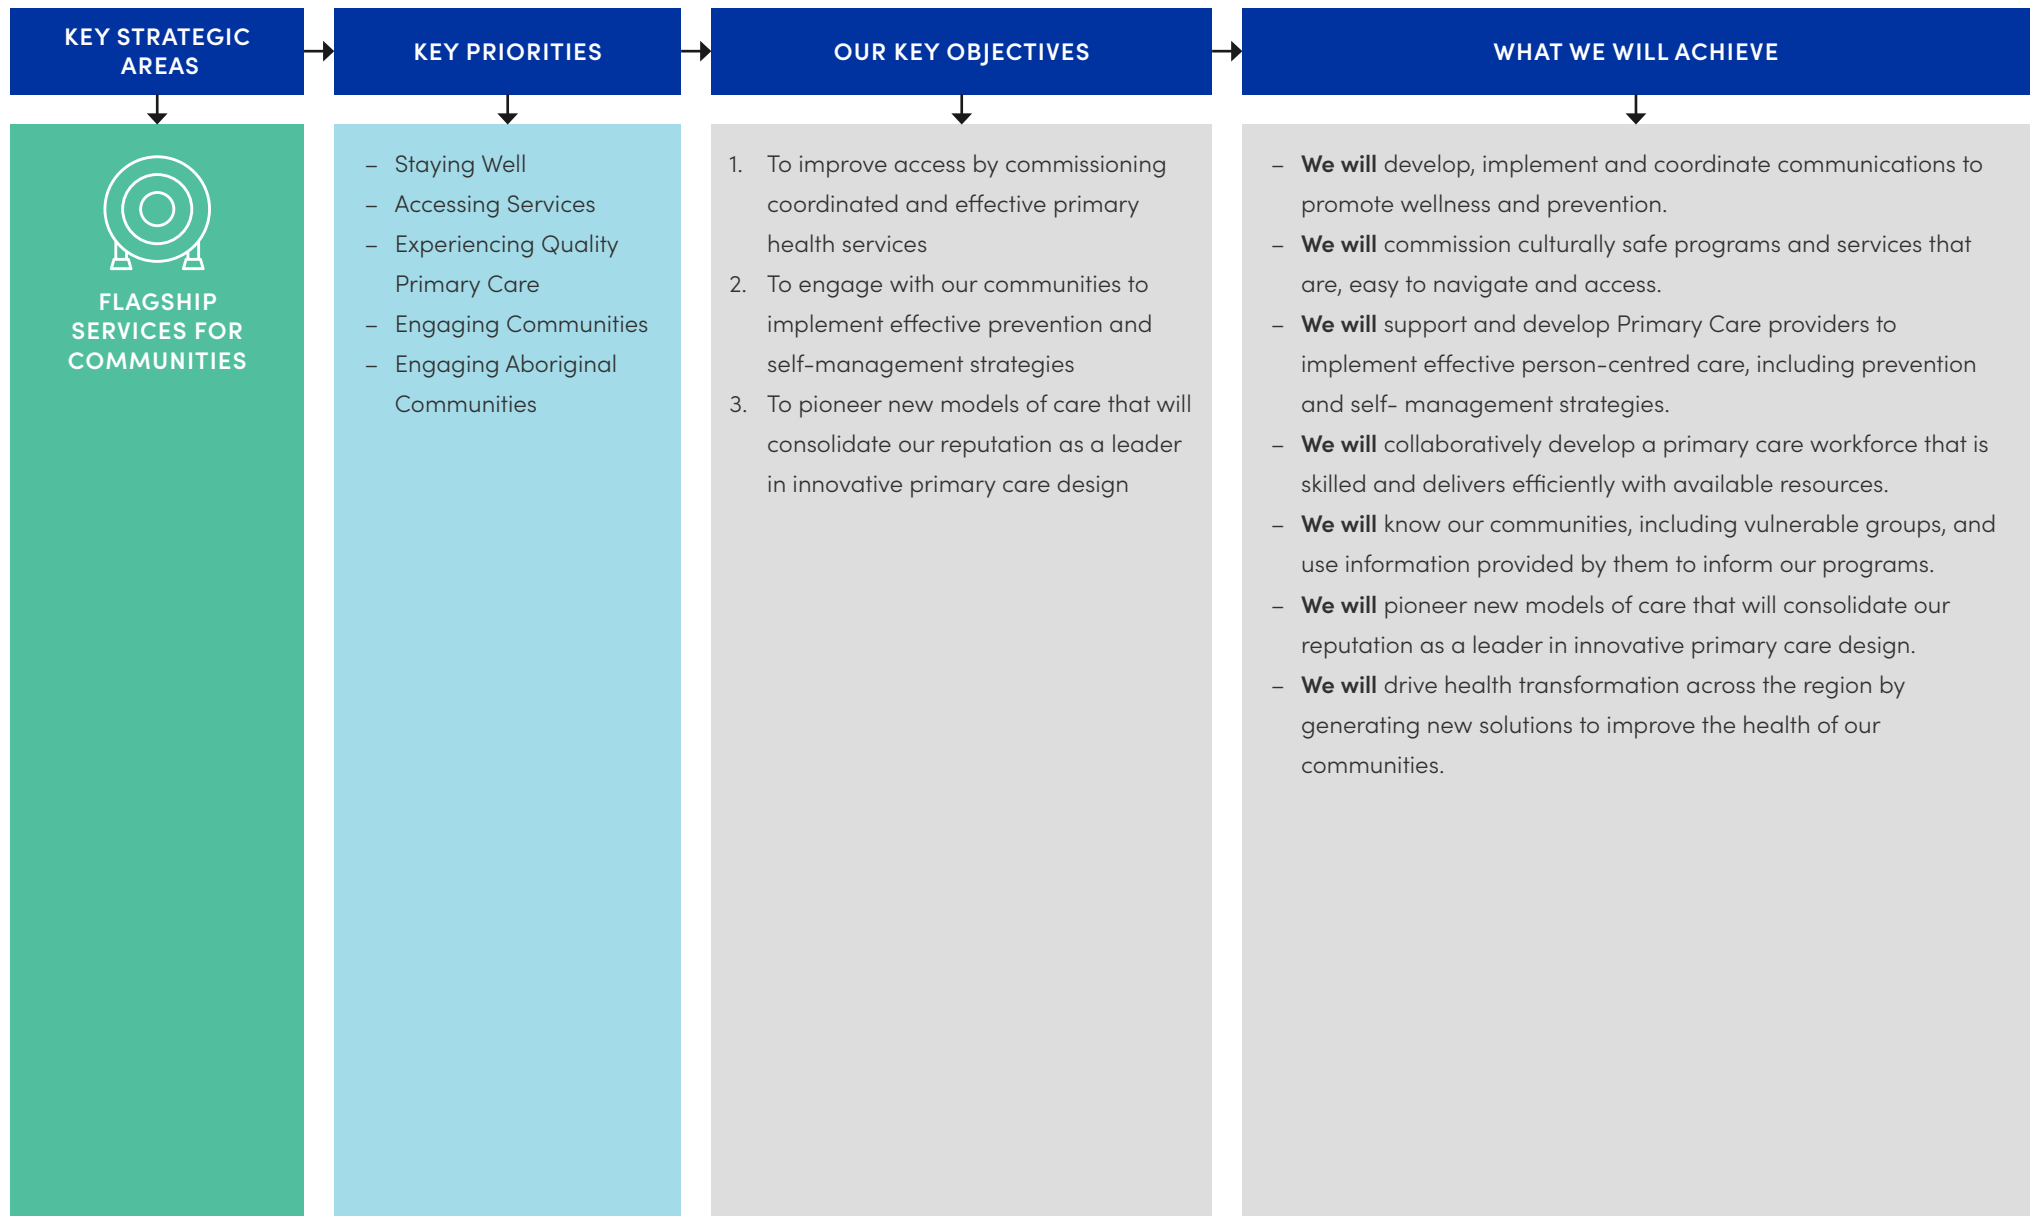 KEY STRATEGIC
AREAS
KEY PRIORITIES
OUR KEY OBJECTIVES
WHAT WE WILL ACHIEVE
FLAGSHIP
SERVICES FOR
COMMUNITIES
– Staying Well
– Accessing Services
– Experiencing Quality
Primary Care
– Engaging Communities
– Engaging Aboriginal
Communities
1. To improve access by commissioning
coordinated and effective primary
health services
2. To engage with our communities to
implement effective prevention and
self-management strategies
3. To pioneer new models of care that will
consolidate our reputation as a leader
in innovative primary care design
– We will develop, implement and coordinate communications to
promote wellness and prevention.
– We will commission culturally safe programs and services that
are, easy to navigate and access.
– We will support and develop Primary Care providers to
implement effective person-centred care, including prevention
and self- management strategies.
– We will collaboratively develop a primary care workforce that is
skilled and delivers efficiently with available resources.
– We will know our communities, including vulnerable groups, and
use information provided by them to inform our programs.
– We will pioneer new models of care that will consolidate our
reputation as a leader in innovative primary care design.
– We will drive health transformation across the region by
generating new solutions to improve the health of our
communities.